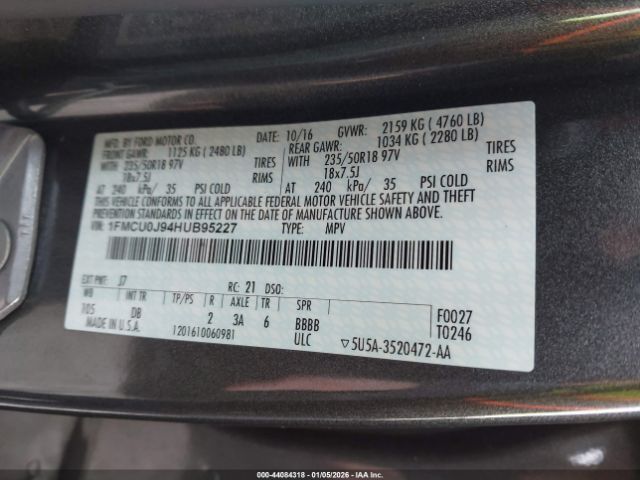 MFD. BY FORD MOTOR CO.
DATE: 10/16 GVWR: 2159 KG ( 4760 LB)
FRONT GAWR: 1125 KG ( 2480 LB)
REAR GAWR: 1034 KG ( 2280 LB)
WITH 235/50R18 97V TIRES
WITH 235/50R18 97V TIRES
18x7.5J RIMS
18x7.5J RIMS
AT 240 kPa/ 35 PSI COLD
AT 240 kPa/ 35 PSI COLD
THIS VEHICLE CONFORMS TO ALL APPLICABLE FEDERAL MOTOR VEHICLE SAFETY AND THEFT
PREVENTION STANDARDS IN EFFECT ON THE DATE OF MANUFACTURE SHOWN ABOVE.
VIN: 1FMCU0J94HUB95227 TYPE: MPV
EXT PNT: J7 RC: 21 DSO:
WB INT TR TP/PS R AXLE TR SPR
105 DB 2 3A 6 BBBB F0027
MADE IN U.S.A. 1201610060981 ULC T0246
▽5U5A-3520472-AA
000-44084318 | 01/05/2026 - US | IAA Inc.